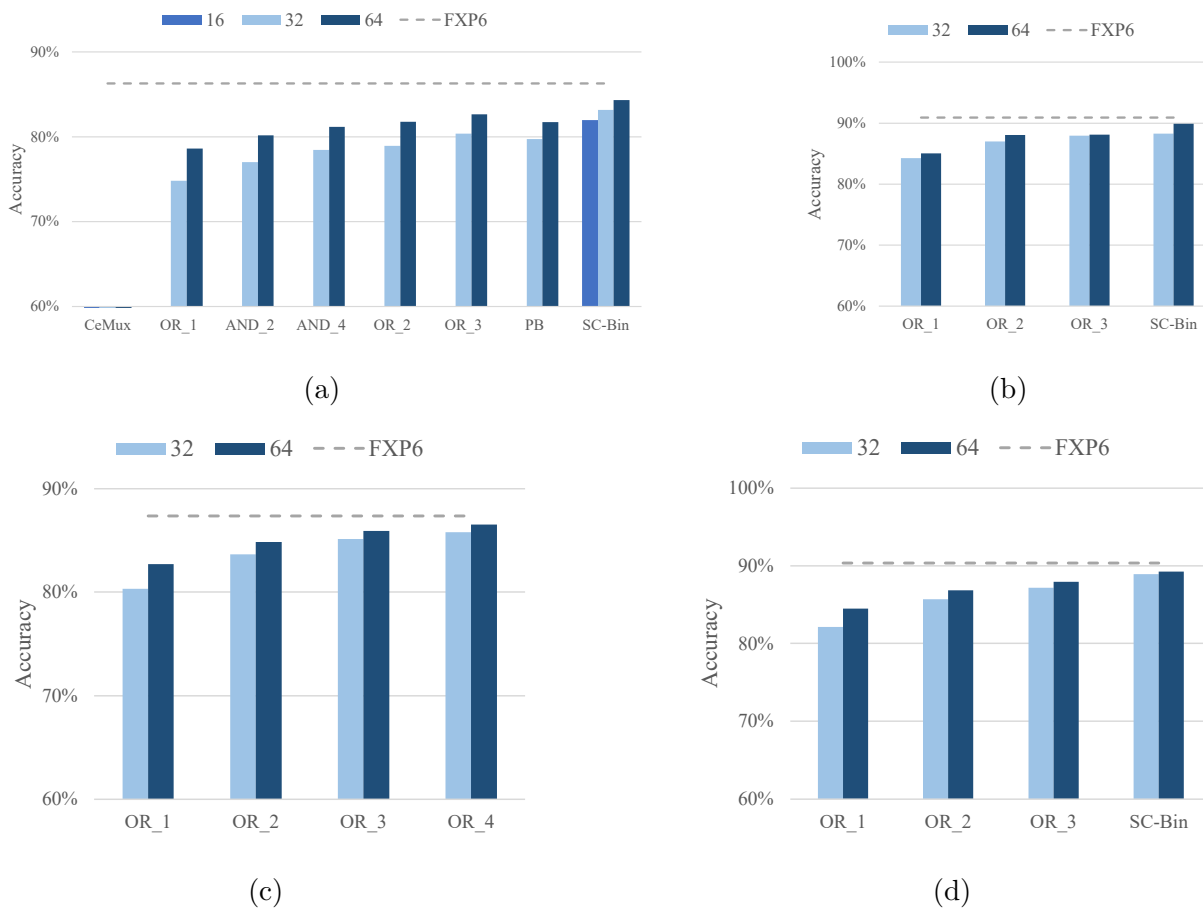 16 32 64 FXP6
90%
80%
70%
60%
Accuracy
CeMux OR_1 AND_2 AND_4 OR_2 OR_3 PB SC-Bin
(a)
32 64 FXP6
100%
90%
80%
70%
60%
Accuracy
OR_1 OR_2 OR_3 SC-Bin
(b)
32 64 FXP6
90%
80%
70%
60%
Accuracy
OR_1 OR_2 OR_3 OR_4
(c)
32 64 FXP6
100%
90%
80%
70%
60%
Accuracy
OR_1 OR_2 OR_3 SC-Bin
(d)